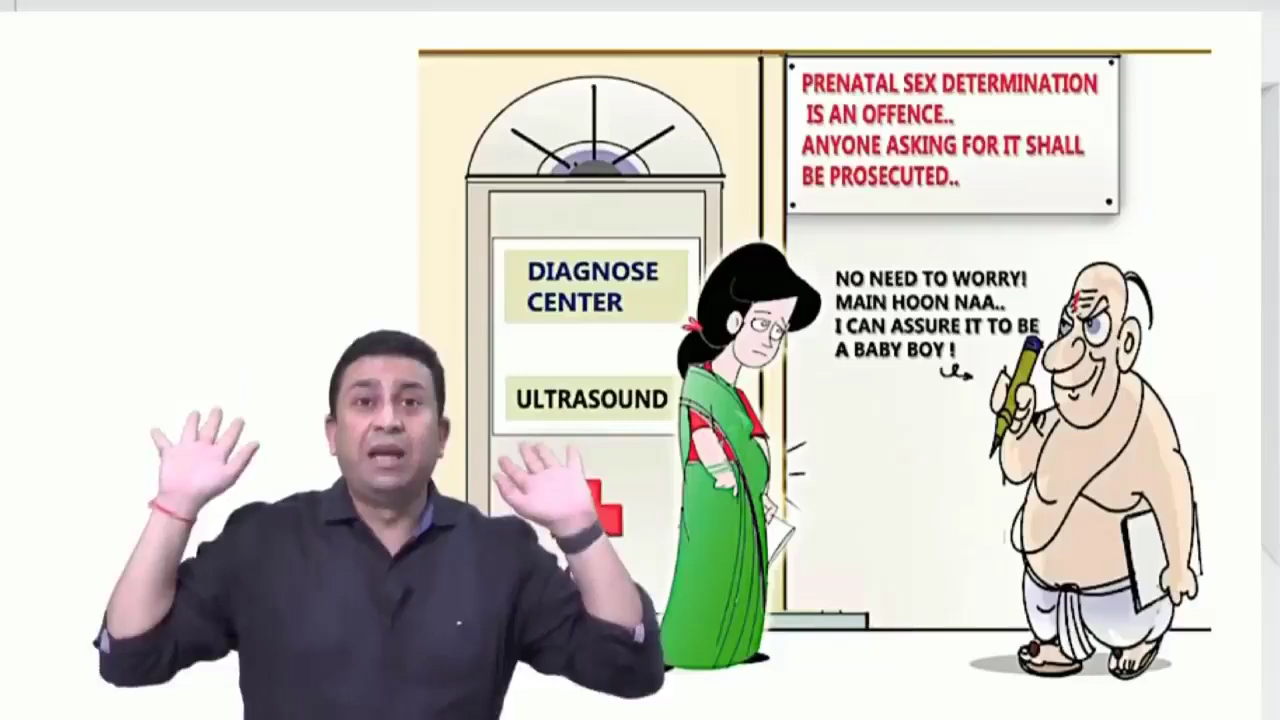 PRENATAL SEX DETERMINATION
IS AN OFFENCE..
ANYONE ASKING FOR IT SHALL
BE PROSECUTED..
DIAGNOSE
CENTER
ULTRASOUND
NO NEED TO WORRY!
MAIN HOON NAA..
I CAN ASSURE IT TO BE
A BABY BOY !